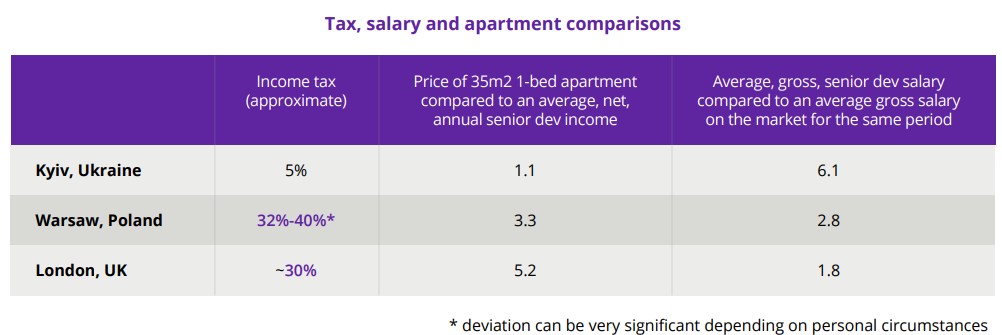 Tax, salary and apartment comparisons
Income tax
(approximate)
Price of 35m2 1-bed apartment
compared to an average, net,
annual senior dev income
Average, gross, senior dev salary
compared to an average gross salary
on the market for the same period
Kyiv, Ukraine 5% 1.1 6.1
Warsaw, Poland 32%-40%* 3.3 2.8
London, UK ~30% 5.2 1.8
* deviation can be very significant depending on personal circumstances